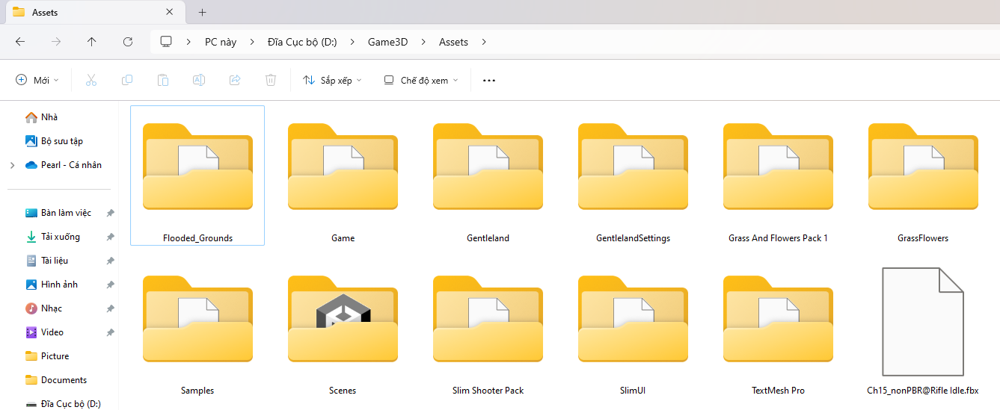 Assets
PC này
Đĩa Cục bộ (D:)
Game3D
Assets
Mới
Sắp xếp
Chế độ xem
Nhà
Bộ sưu tập
Pearl - Cá nhân
Bàn làm việc
Tải xuống
Tài liệu
Hình ảnh
Nhạc
Video
Picture
Documents
Đĩa Cục bộ (D:)
Flooded_Grounds
Game
Gentleland
GentlelandSettings
Grass And Flowers Pack 1
GrassFlowers
Samples
Scenes
Slim Shooter Pack
SlimUI
TextMesh Pro
Ch15_nonPBR@Rifle Idle.fbx